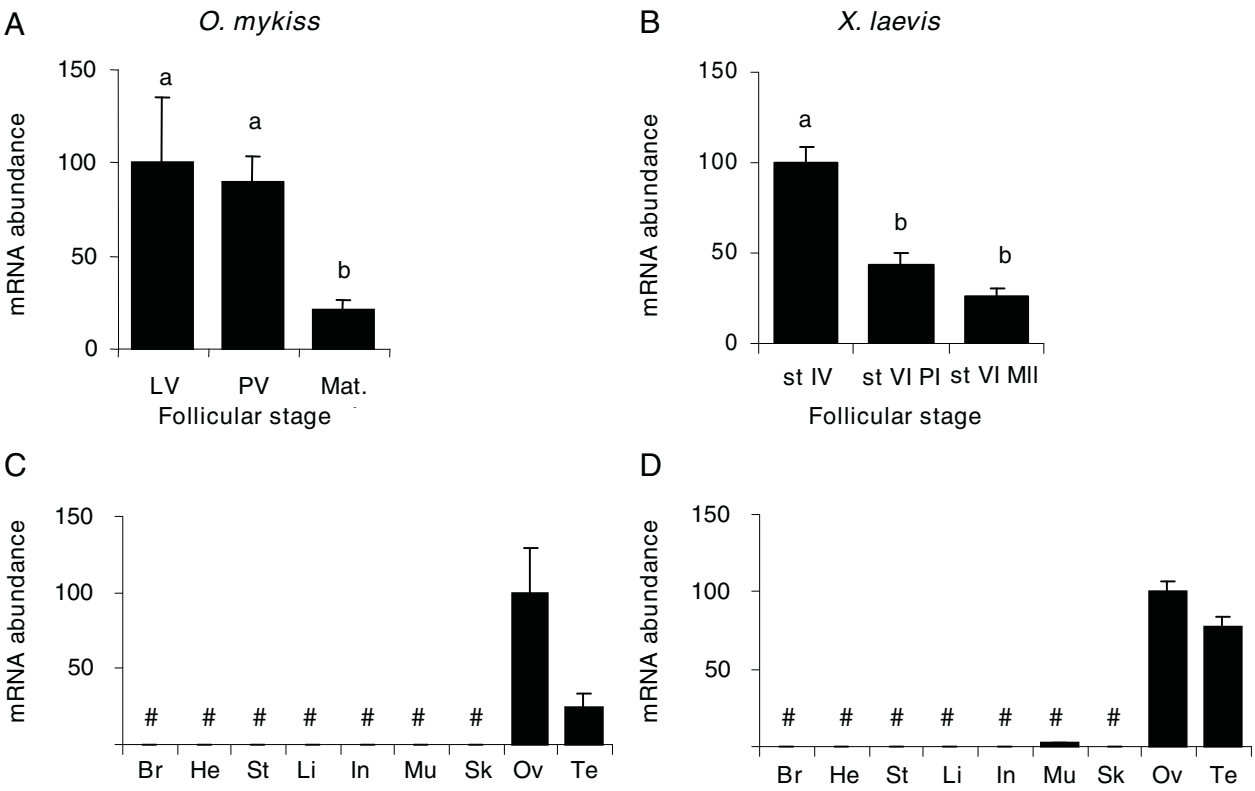 A
O. mykiss
150
100
50
0
mRNA abundance
a
a
b
LV PV Mat.
Follicular stage
B
X. laevis
150
100
50
0
mRNA abundance
a
b
b
st IV st VI PI st VI MII
Follicular stage
C
150
100
50
mRNA abundance
# # # # # # #
Br He St Li In Mu Sk Ov Te
D
150
100
50
mRNA abundance
# # # # # # #
Br He St Li In Mu Sk Ov Te